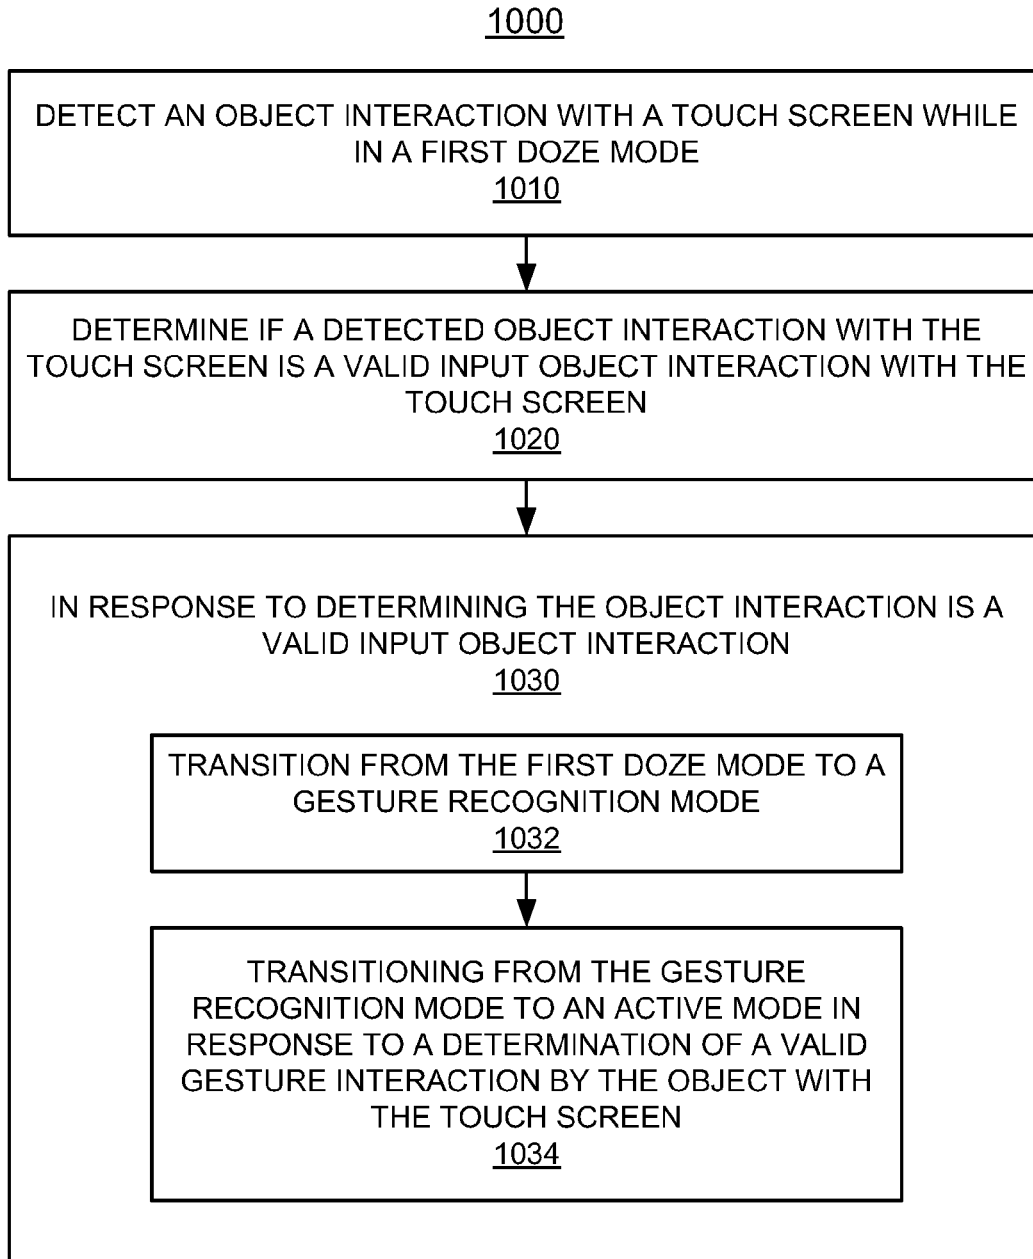 1000
DETECT AN OBJECT INTERACTION WITH A TOUCH SCREEN WHILE
IN A FIRST DOZE MODE
1010
DETERMINE IF A DETECTED OBJECT INTERACTION WITH THE
TOUCH SCREEN IS A VALID INPUT OBJECT INTERACTION WITH THE
TOUCH SCREEN
1020
IN RESPONSE TO DETERMINING THE OBJECT INTERACTION IS A
VALID INPUT OBJECT INTERACTION
1030
TRANSITION FROM THE FIRST DOZE MODE TO A
GESTURE RECOGNITION MODE
1032
TRANSITIONING FROM THE GESTURE
RECOGNITION MODE TO AN ACTIVE MODE IN
RESPONSE TO A DETERMINATION OF A VALID
GESTURE INTERACTION BY THE OBJECT WITH
THE TOUCH SCREEN
1034